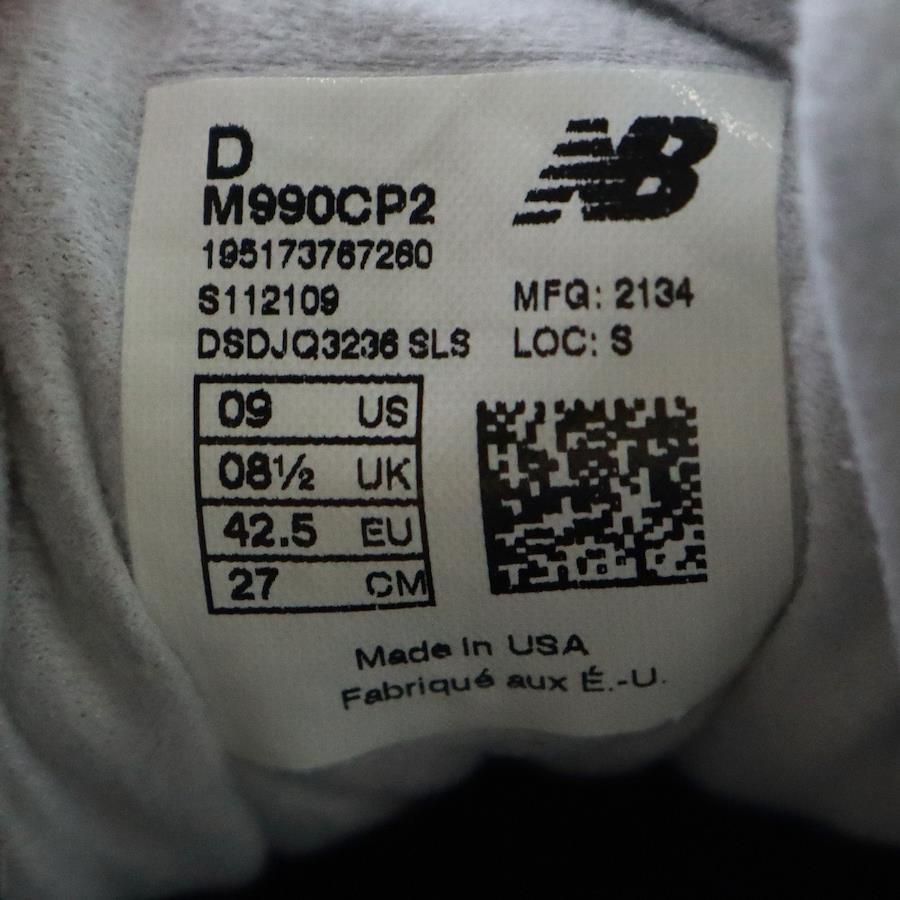 D
NB
M990CP2
195173767260
S112109
MFG: 2134
DSDJQ3236 SLS
LOC: S
09 US
08½ UK
42.5 EU
27 CM
Made in USA
Fabriqué aux É.-U.